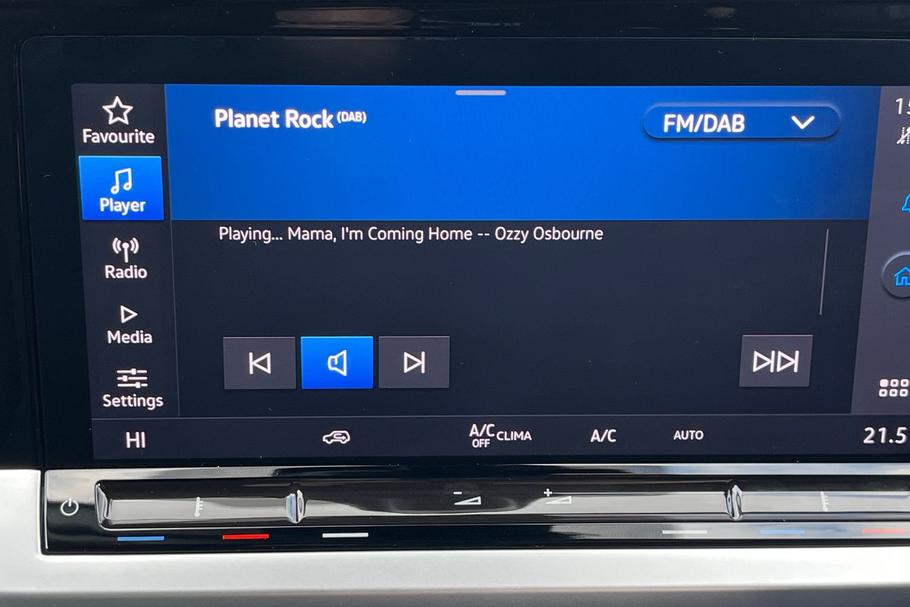 Favourite
Player
Radio
Media
Settings
Planet Rock (DAB)
FM/DAB
Playing... Mama, I'm Coming Home -- Ozzy Osbourne
HI
A/C OFF CLIMA
A/C
AUTO
21.5